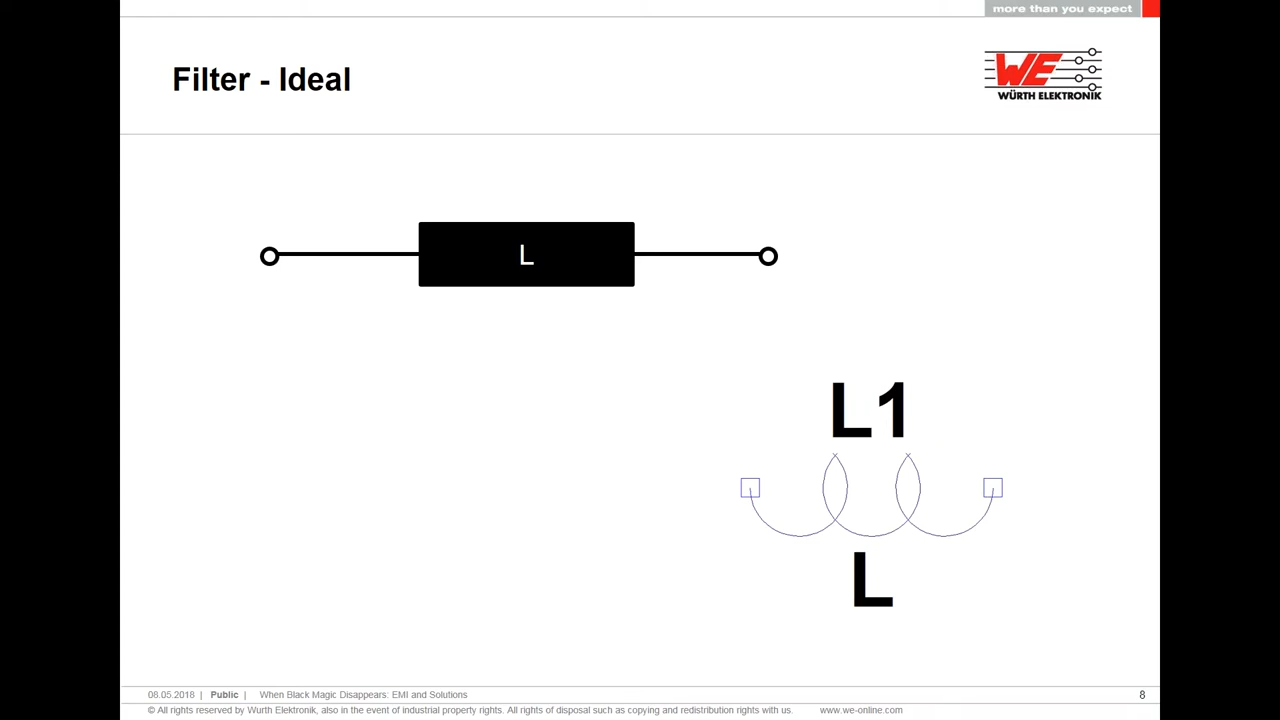 more than you expect
Filter - Ideal
WE
WÜRTH ELEKTRONIK
L
L1
L
08.05.2018 | Public | When Black Magic Disappears: EMI and Solutions
8
© All rights reserved by Wurth Elektronik, also in the event of industrial property rights. All rights of disposal such as copying and redistribution rights with us. www.we-online.com